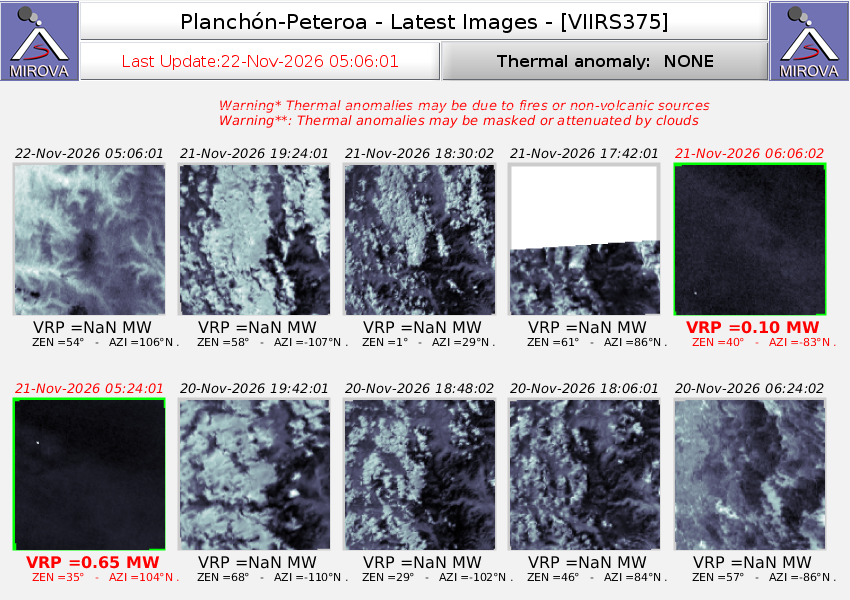 MIROVA
Planchón-Peteroa - Latest Images - [VIIRS375]
MIROVA
Last Update:22-Nov-2026 05:06:01
Thermal anomaly: NONE
Warning* Thermal anomalies may be due to fires or non-volcanic sources
Warning**: Thermal anomalies may be masked or attenuated by clouds
22-Nov-2026 05:06:01 21-Nov-2026 19:24:01 21-Nov-2026 18:30:02 21-Nov-2026 17:42:01 21-Nov-2026 06:06:02
VRP =NaN MW VRP =NaN MW VRP =NaN MW VRP =NaN MW VRP =0.10 MW
ZEN =54° - AZI =106°N . ZEN =58° - AZI =-107°N . ZEN =1° - AZI =29°N . ZEN =61° - AZI =86°N . ZEN =40° - AZI =-83°N .
21-Nov-2026 05:24:01 20-Nov-2026 19:42:01 20-Nov-2026 18:48:02 20-Nov-2026 18:06:01 20-Nov-2026 06:24:02
VRP =0.65 MW VRP =NaN MW VRP =NaN MW VRP =NaN MW VRP =NaN MW
ZEN =35° - AZI =104°N . ZEN =68° - AZI =-110°N . ZEN =29° - AZI =-102°N . ZEN =46° - AZI =84°N . ZEN =57° - AZI =-86°N .